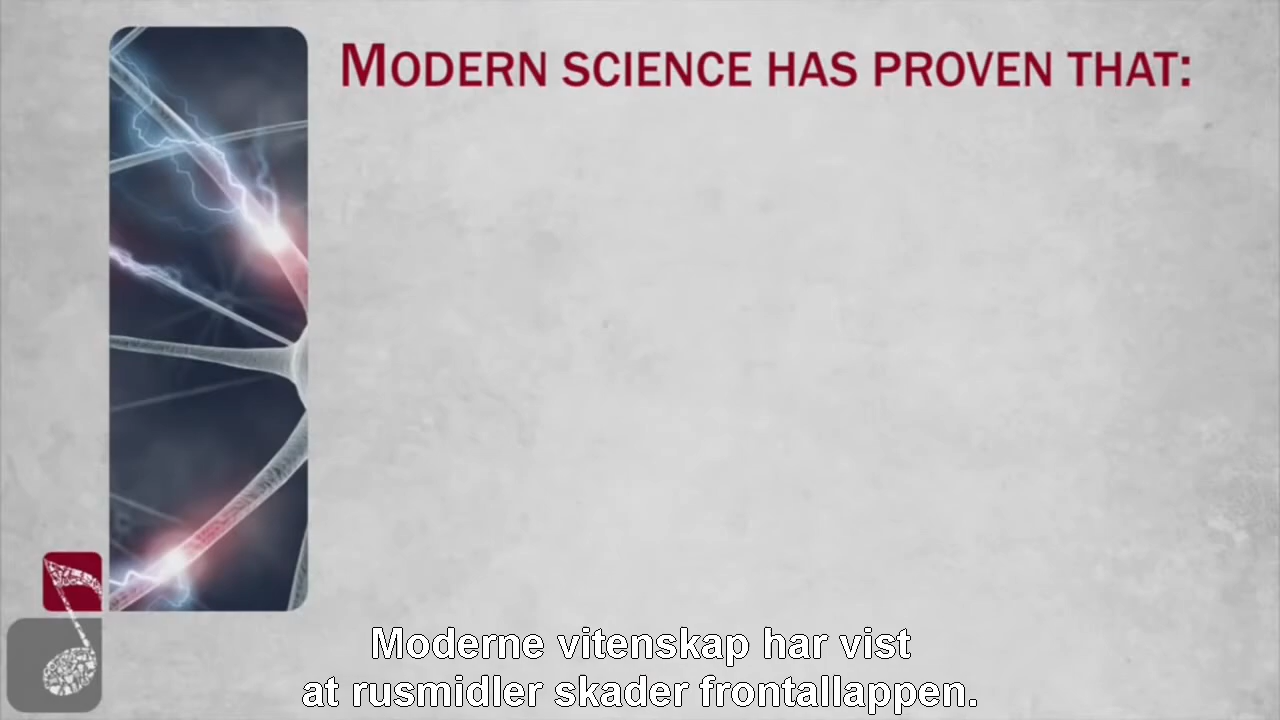 MODERN SCIENCE HAS PROVEN THAT:
Moderne vitenskap har vist
at rusmidler skader frontallappen.